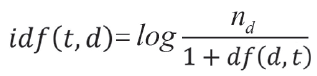 idf(t,d)=log n_d / 1 + df(d,t)